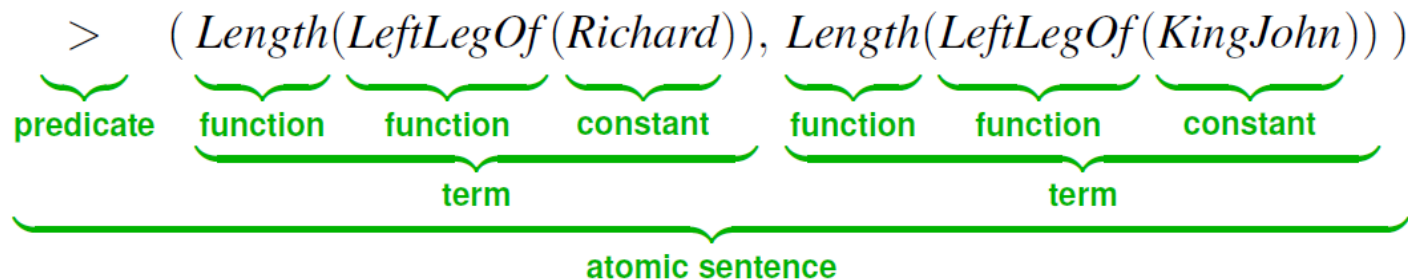 > ( Length(LeftLegOf(Richard)), Length(LeftLegOf(KingJohn)) )
predicate function function constant function function constant
term term
atomic sentence